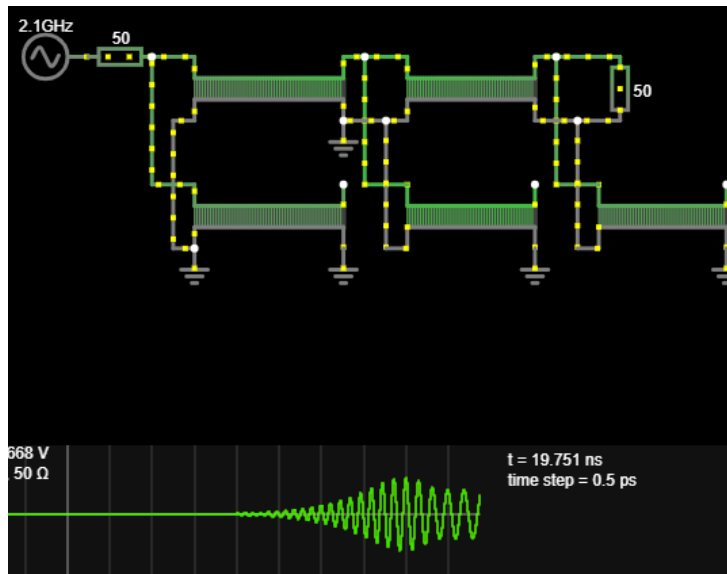 2.1GHz
50
50
668 V
50 Ω
t = 19.751 ns
time step = 0.5 ps